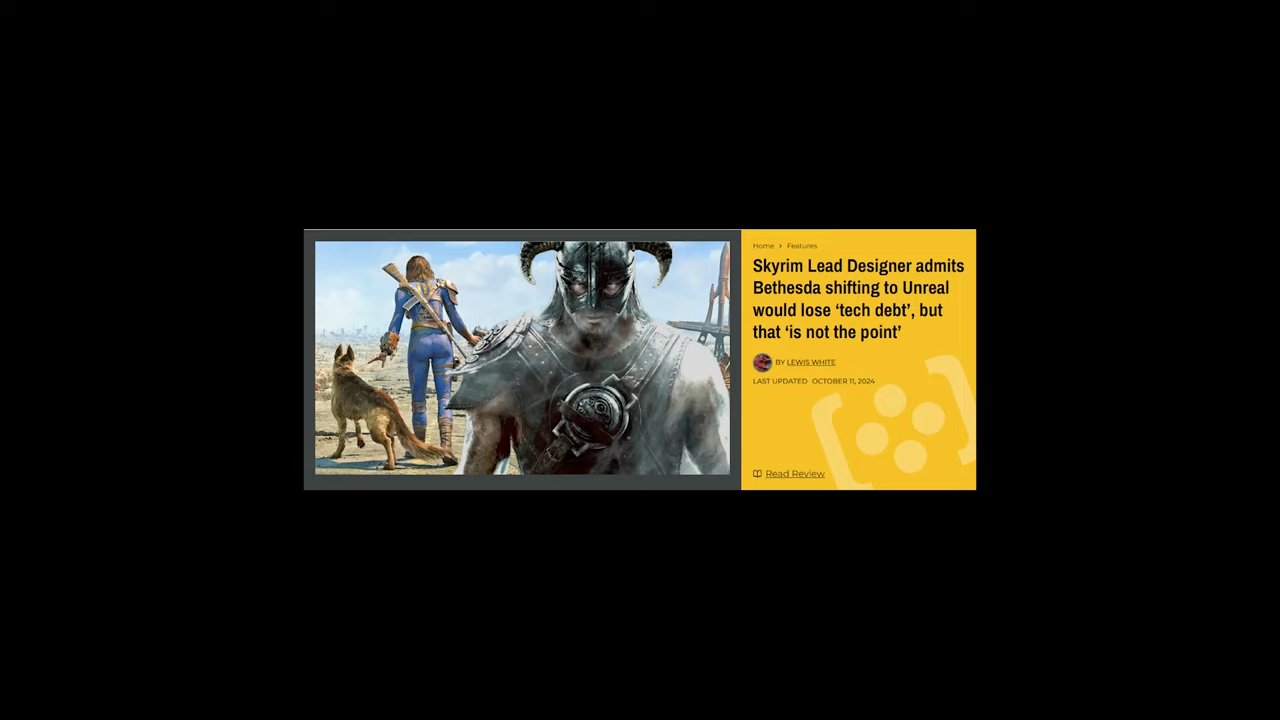 Home > Features
Skyrim Lead Designer admits
Bethesda shifting to Unreal
would lose ‘tech debt’, but
that ‘is not the point’
BY LEWIS WHITE
LAST UPDATED OCTOBER 11, 2024
Read Review